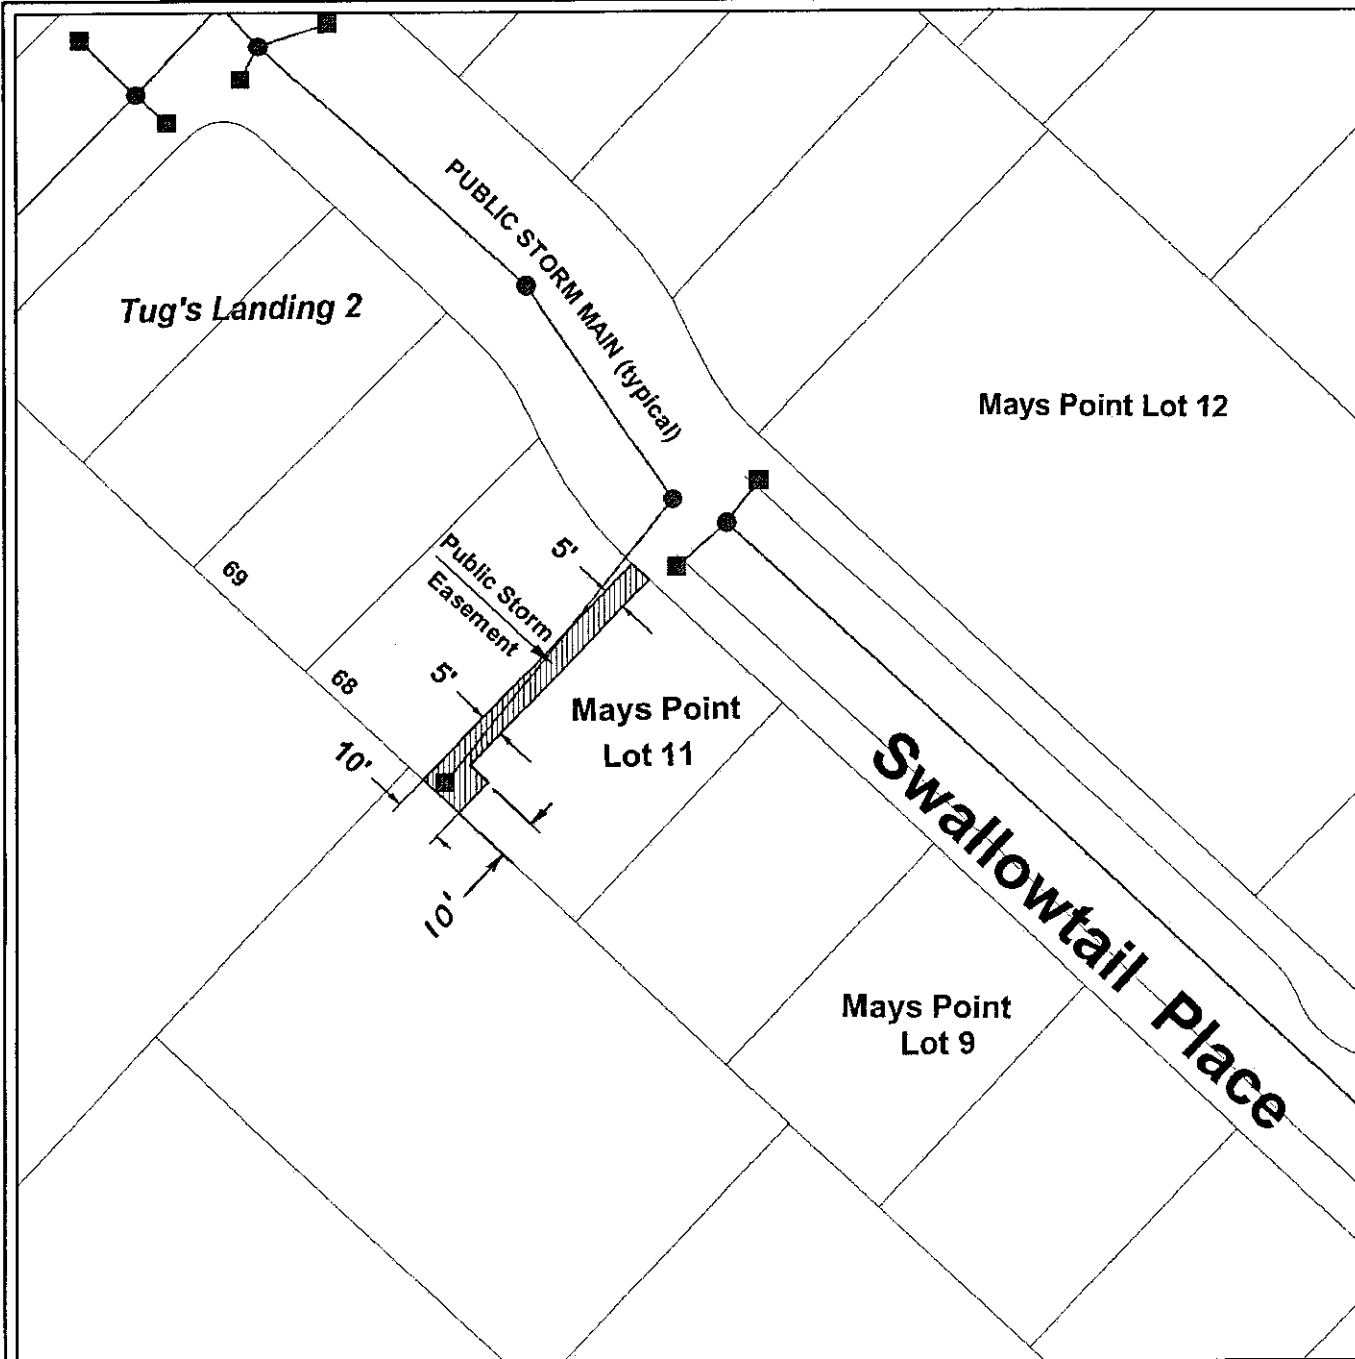 PUBLIC STORM MAIN (typical)
Tug's Landing 2
Mays Point Lot 12
69
5'
Public Storm
Easement
68
5'
Mays Point
Lot 11
10'
10'
Swallowtail Place
Mays Point
Lot 9